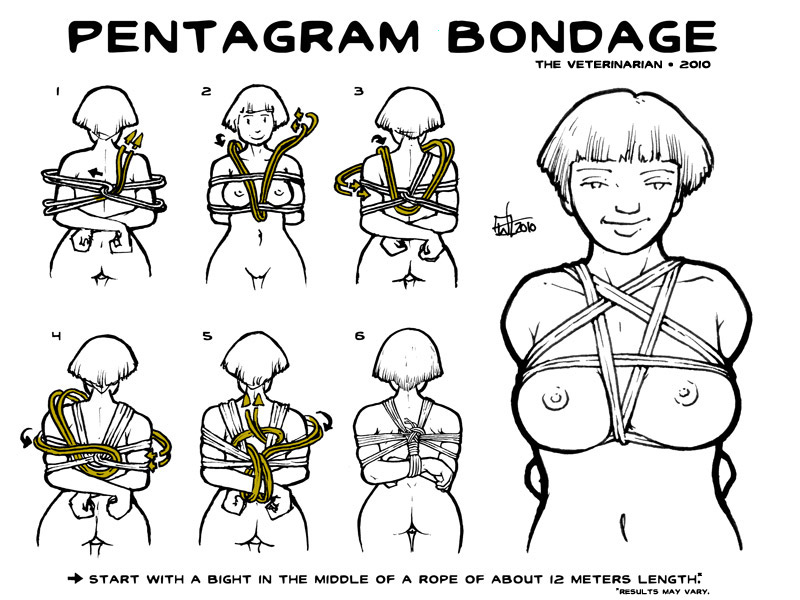 PENTAGRAM BONDAGE
THE VETERINARIAN • 2010
1
2
3
2010
4
5
6
➔ START WITH A BIGHT IN THE MIDDLE OF A ROPE OF ABOUT 12 METERS LENGTH.*
*RESULTS MAY VARY.